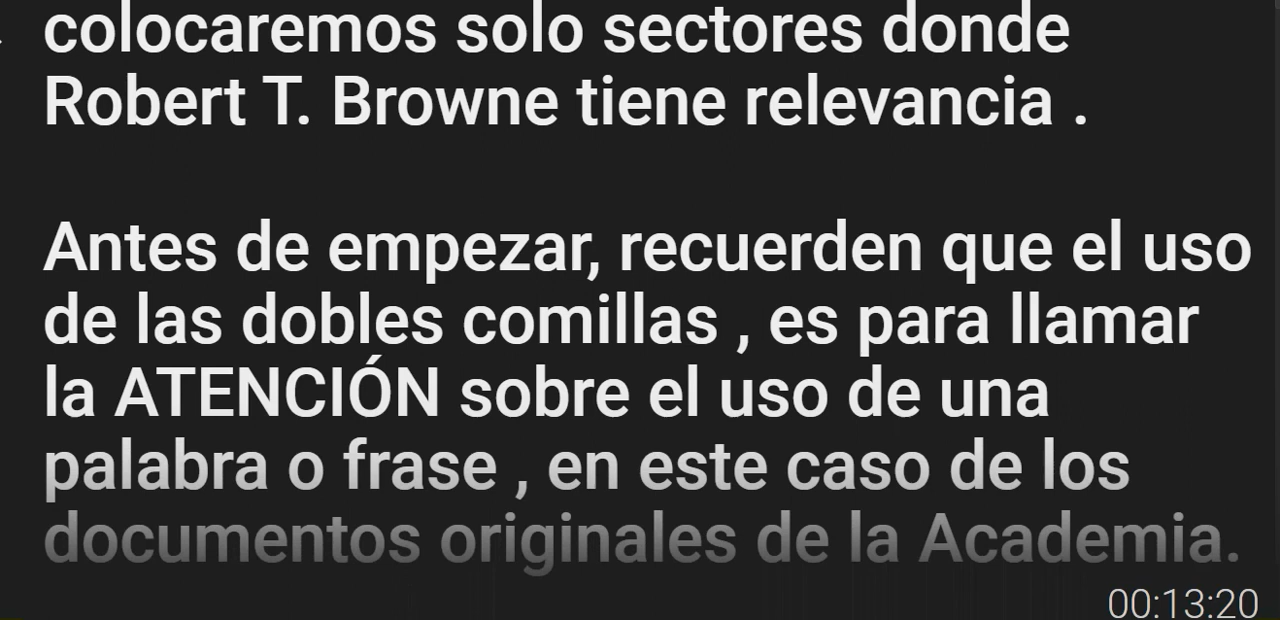 colocaremos solo sectores donde
Robert T. Browne tiene relevancia .
Antes de empezar, recuerden que el uso
de las dobles comillas , es para llamar
la ATENCIÓN sobre el uso de una
palabra o frase , en este caso de los
documentos originales de la Academia.
00:13:20